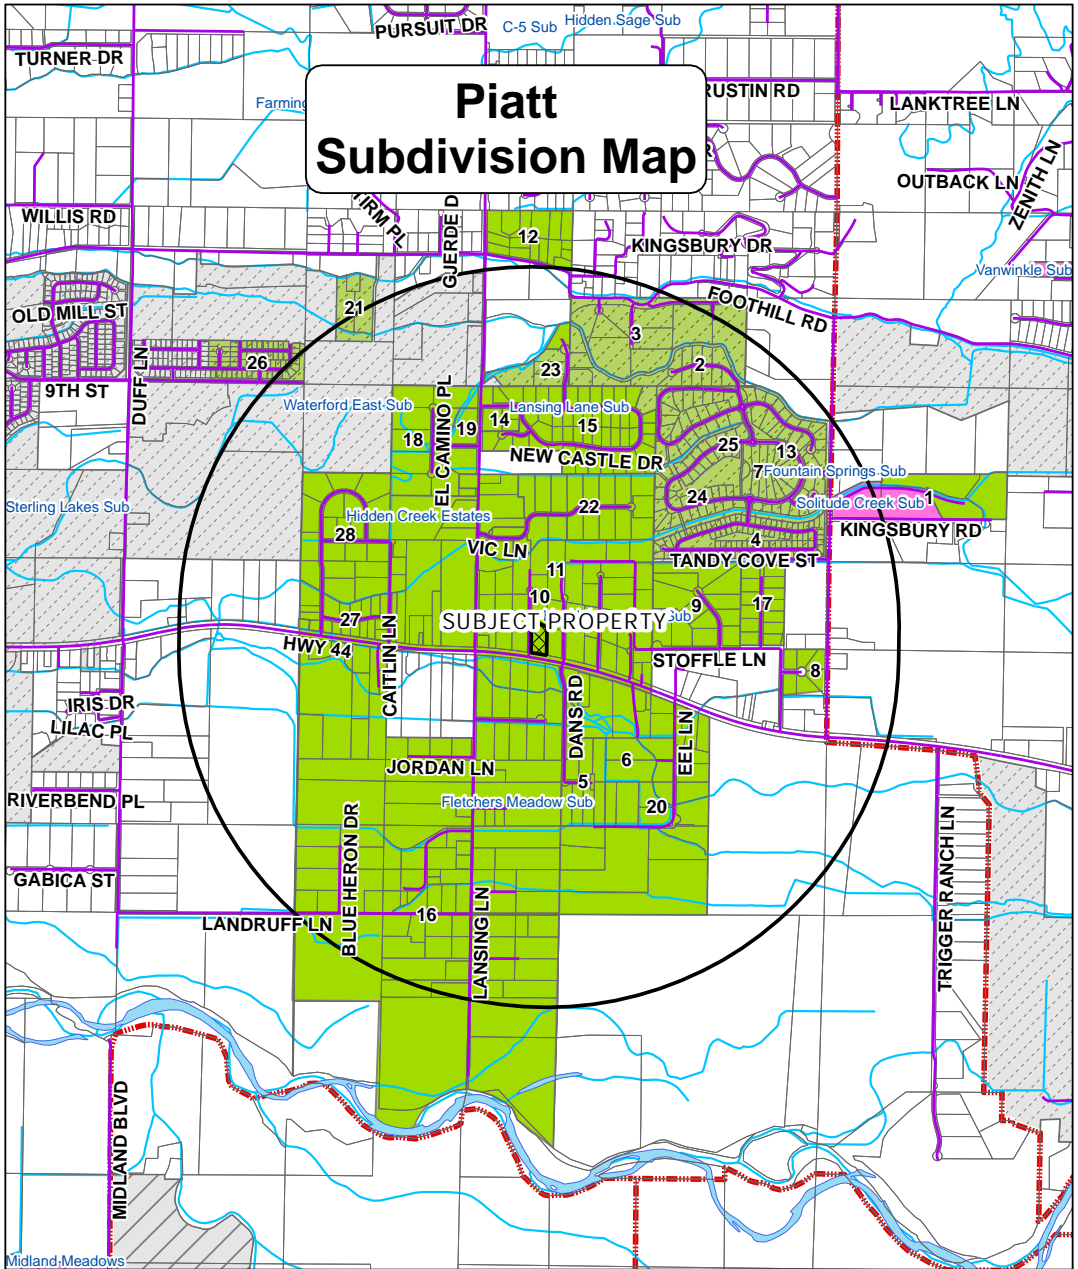 PURSUIT DR
C-5 Sub
Hidden Sage Sub
TURNER DR
Piatt
Subdivision Map
Farming
RUSTIN RD
LANKTREE LN
OUTBACK LN
ZENITH LN
WILLIS RD
GJERDE D
12
KINGSBURY DR
Vanwinkle Sub
OLD MILL ST
21
FOOTHILL RD
3
DUFF LN
26
23
2
9TH ST
EL CAMINO PL
Waterford East Sub
Lansing Lane Sub
18
19
14
15
NEW CASTLE DR
25
13
7
Fountain Springs Sub
Sterling Lakes Sub
Hidden Creek Estates
22
24
Solitude Creek Sub
1
28
VIC LN
4
KINGSBURY RD
TANDY COVE ST
11
10
9
17
27
SUBJECT PROPERTY
Sub
HWY 44
CAITLIN LN
STOFFLE LN
8
IRIS DR
LILAC PL
DANS RD
EEL LN
6
JORDAN LN
5
RIVERBEND PL
Fletchers Meadow Sub
20
BLUE HERON DR
TRIGGER RANCH LN
GABICA ST
LANSING LN
16
LANDRUFF LN
MIDLAND BLVD
Midland Meadows